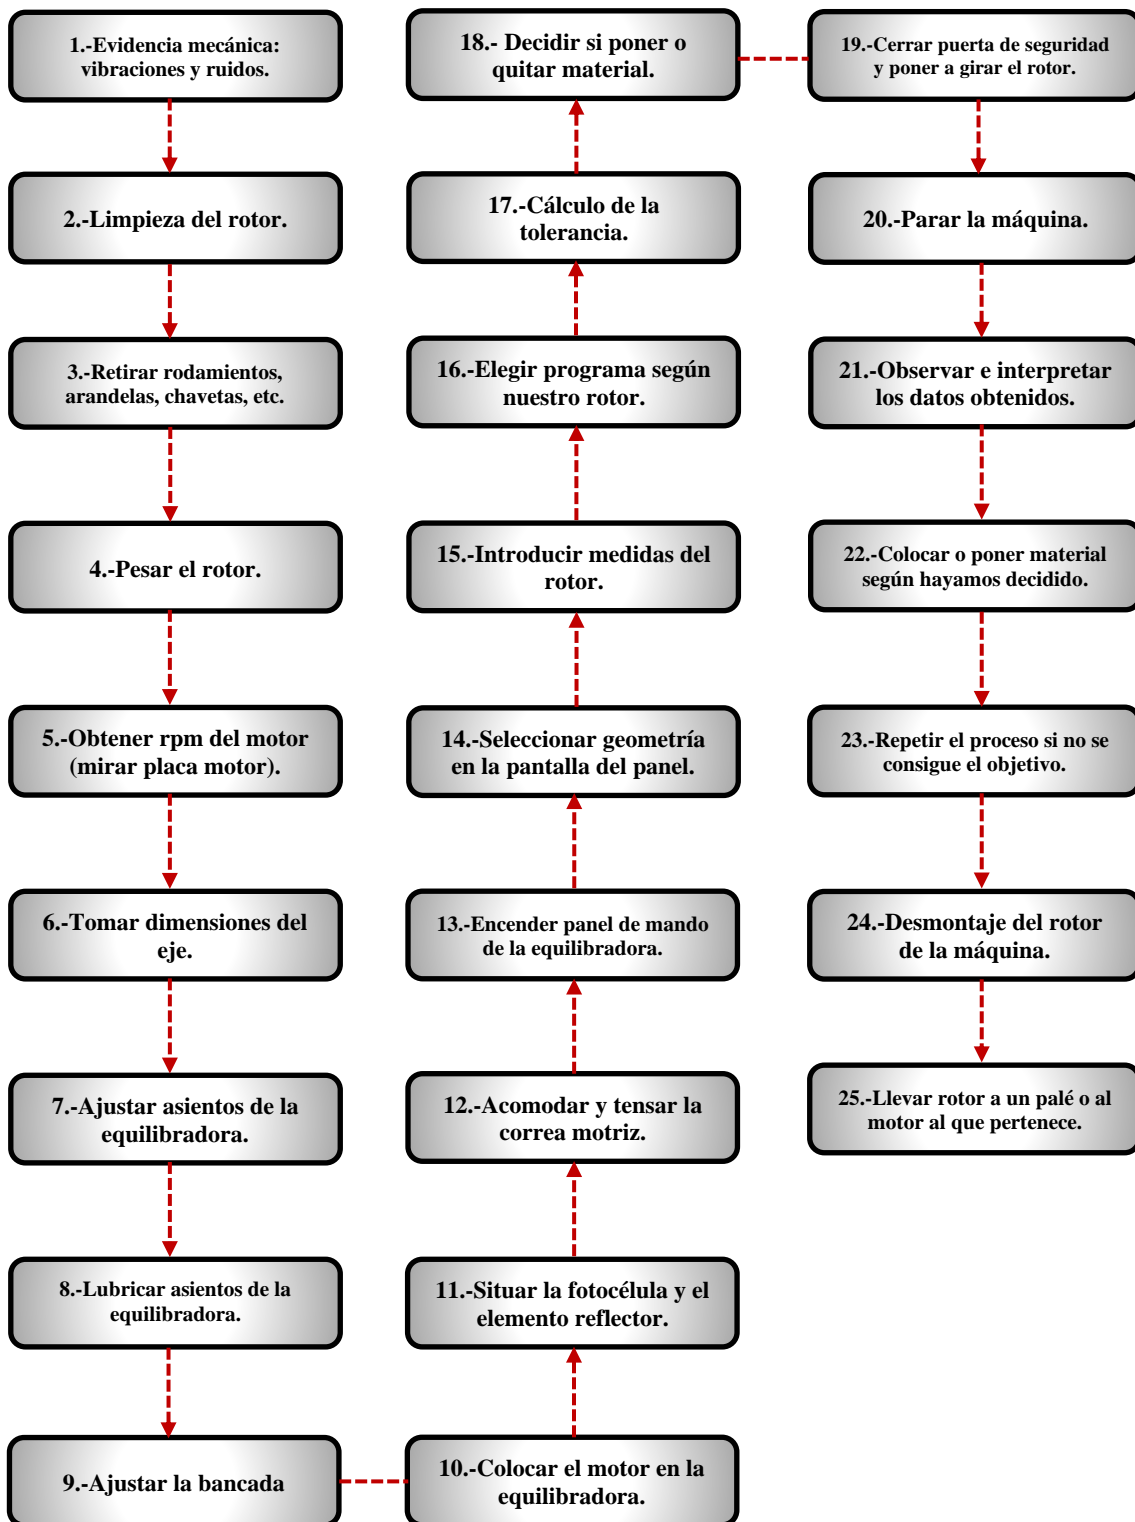 1.-Evidencia mecánica:
vibraciones y ruidos.
2.-Limpieza del rotor.
3.-Retirar rodamientos,
arandelas, chavetas, etc.
4.-Pesar el rotor.
5.-Obtener rpm del motor
(mirar placa motor).
6.-Tomar dimensiones del
eje.
7.-Ajustar asientos de la
equilibradora.
8.-Lubricar asientos de la
equilibradora.
9.-Ajustar la bancada
10.-Colocar el motor en la
equilibradora.
11.-Situar la fotocélula y el
elemento reflector.
12.-Acomodar y tensar la
correa motriz.
13.-Encender panel de mando
de la equilibradora.
14.-Seleccionar geometría
en la pantalla del panel.
15.-Introducir medidas del
rotor.
16.-Elegir programa según
nuestro rotor.
17.-Cálculo de la
tolerancia.
18.- Decidir si poner o
quitar material.
19.-Cerrar puerta de seguridad
y poner a girar el rotor.
20.-Parar la máquina.
21.-Observar e interpretar
los datos obtenidos.
22.-Colocar o poner material
según hayamos decidido.
23.-Repetir el proceso si no se
consigue el objetivo.
24.-Desmontaje del rotor
de la máquina.
25.-Llevar rotor a un palé o al
motor al que pertenece.